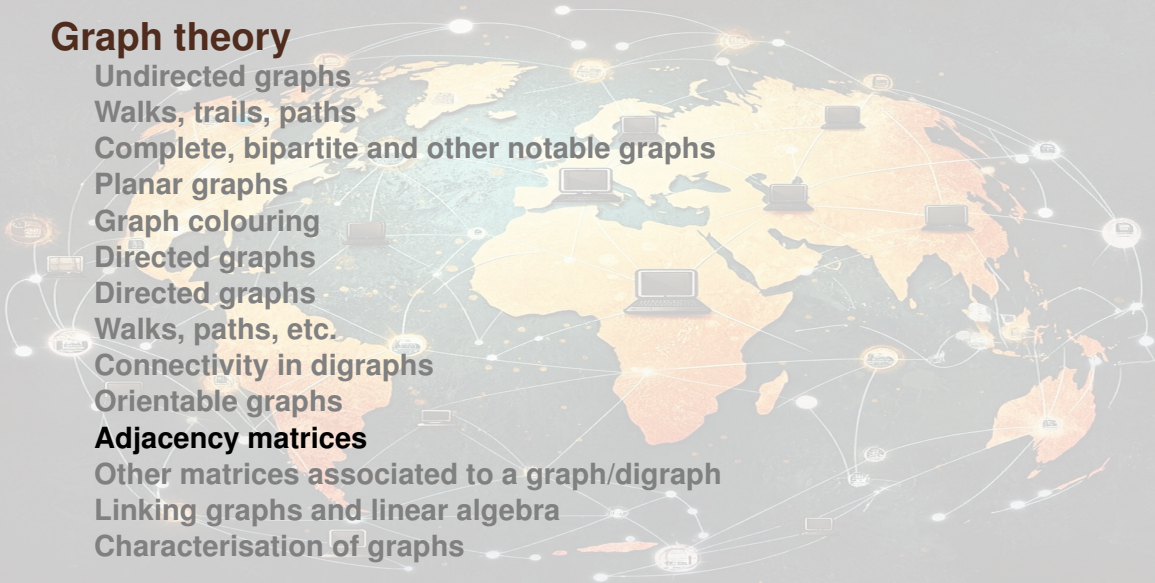 Graph theory
Undirected graphs
Walks, trails, paths
Complete, bipartite and other notable graphs
Planar graphs
Graph colouring
Directed graphs
Directed graphs
Walks, paths, etc.
Connectivity in digraphs
Orientable graphs
Adjacency matrices
Other matrices associated to a graph/digraph
Linking graphs and linear algebra
Characterisation of graphs